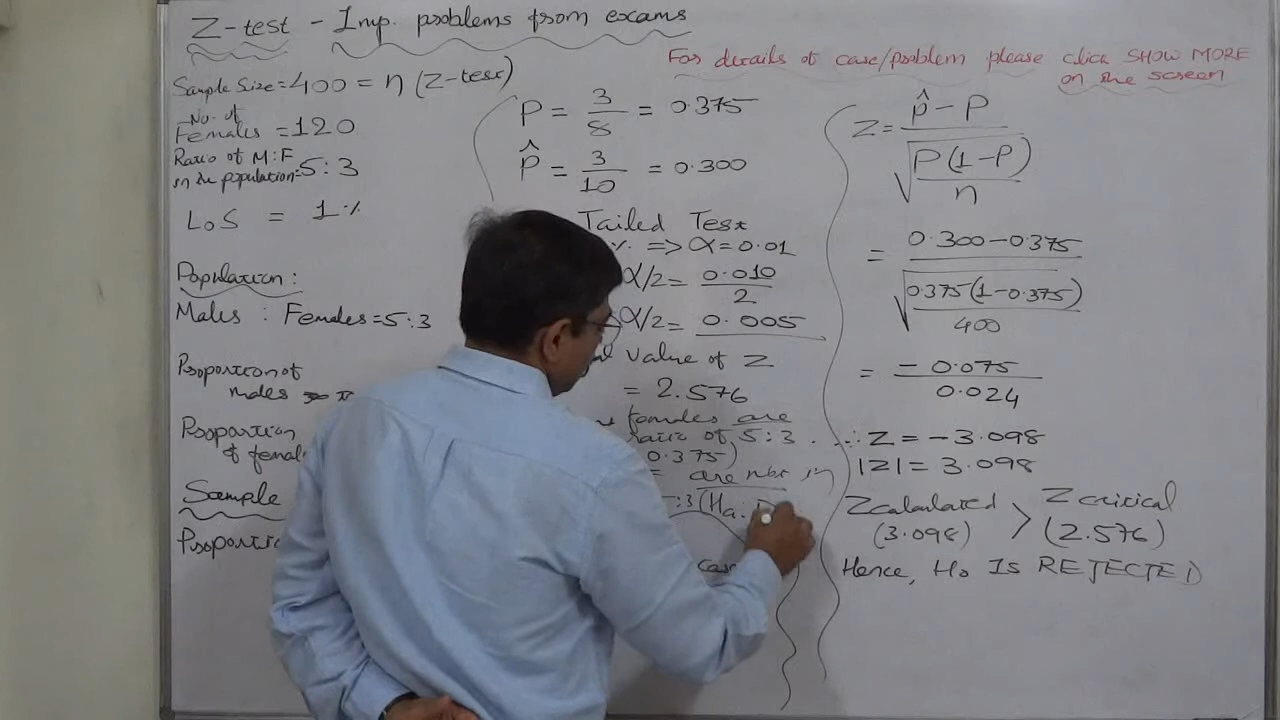 Z-test - Imp. problems from exams
For details of case/problem please click SHOW MORE
on the screen
Sample Size = 400 = n (Z-test)
No. of
Females = 120
Ratio of M:F
in the population = 5:3
LoS = 1%
Population:
Males : Females = 5:3
Proportion of
males
Proportion
of
Sample
P = 3/8 = 0.375
p̂ = 3/10 = 0.300
Tailed Test
% => α = 0.01
α/2 = 0.010/2
α/2 = 0.005
value of Z
= 2.576
females are
ratio of 5:3
0.375)
= are not in
5:3 (Ha:
Z = p̂ - P / √P(1-P)/n
= 0.300-0.375 / √0.375(1-0.375)/400
= -0.075/0.024
∴ Z = -3.098
|Z| = 3.098
Z calculated > Z critical
(3.098) (2.576)
Hence, Ho IS REJECTED